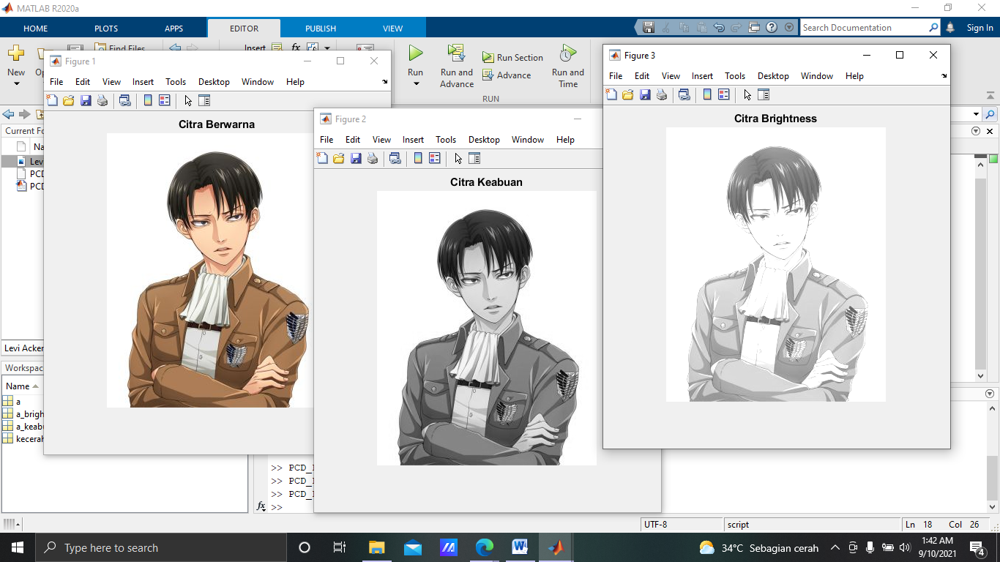 MATLAB R2020a
HOME PLOTS APPS EDITOR PUBLISH VIEW
Search Documentation
Sign In
New
Find Files
Insert
fx
Run
Run and Advance
Run Section
Advance
Run and Time
RUN
Figure 1
File Edit View Insert Tools Desktop Window Help
Citra Berwarna
Figure 2
File Edit View Insert Tools Desktop Window Help
Citra Keabuan
Figure 3
File Edit View Insert Tools Desktop Window Help
Citra Brightness
Current Fo
Na
Levi
PCD
PCD
Levi Acker
Workspac
Name
a
a_brigh
a_keabu
kecerah
>> PCD_
>> PCD_
>> PCD_
fx >>
UTF-8
script
Ln 18 Col 26
Type here to search
34°C Sebagian cerah
1:42 AM
9/10/2021
4